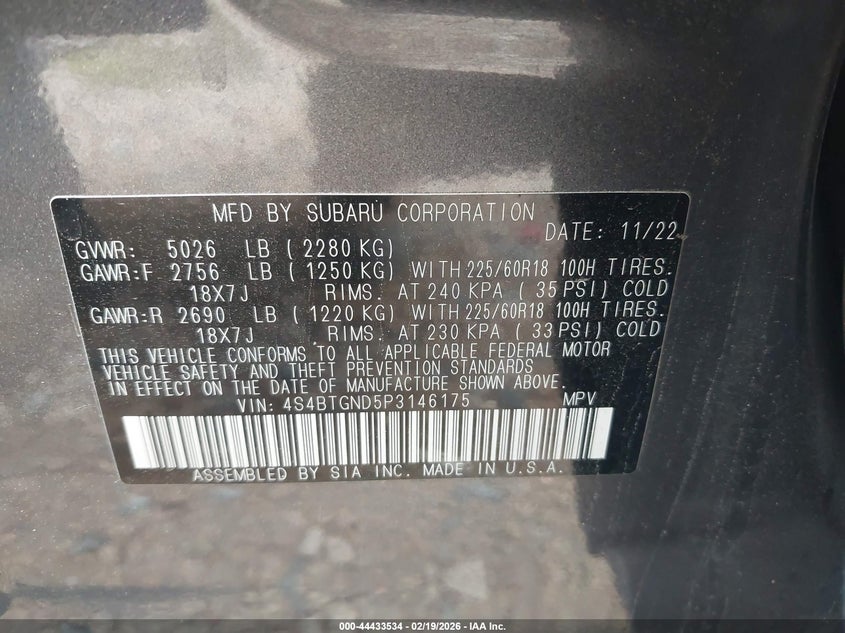 MFD BY SUBARU CORPORATION
DATE: 11/22
GVWR: 5026 LB ( 2280 KG)
GAWR:F 2756 LB ( 1250 KG) WITH 225/60R18 100H TIRES.
18X7J RIMS. AT 240 KPA ( 35 PSI) COLD
GAWR:R 2690 LB ( 1220 KG) WITH 225/60R18 100H TIRES.
18X7J RIMS. AT 230 KPA ( 33 PSI) COLD
THIS VEHICLE CONFORMS TO ALL APPLICABLE FEDERAL MOTOR
VEHICLE SAFETY AND THEFT PREVENTION STANDARDS
IN EFFECT ON THE DATE OF MANUFACTURE SHOWN ABOVE.
VIN: 4S4BTGND5P3146175 MPV
ASSEMBLED BY SIA INC. MADE IN U.S.A.
000-44433534 - 02/19/2026 - IAA Inc.